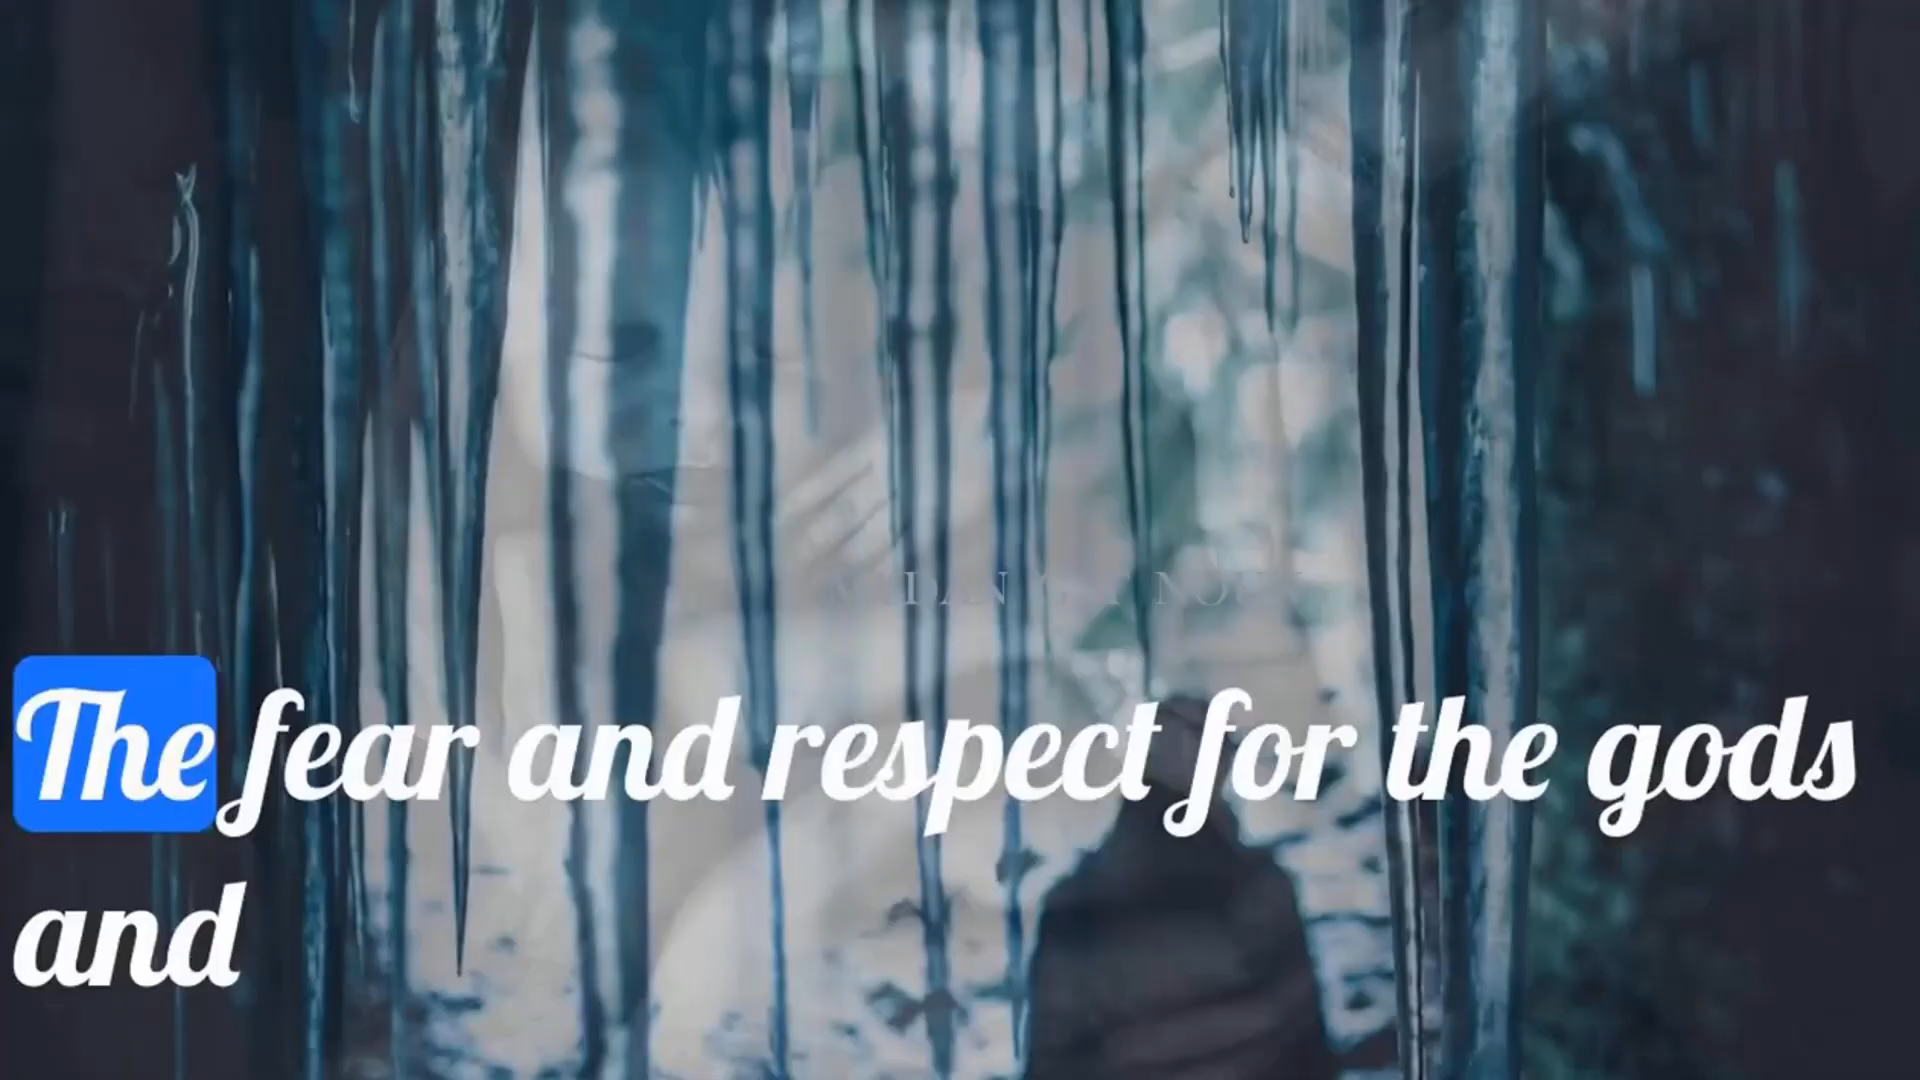 The fear and respect for the gods
and